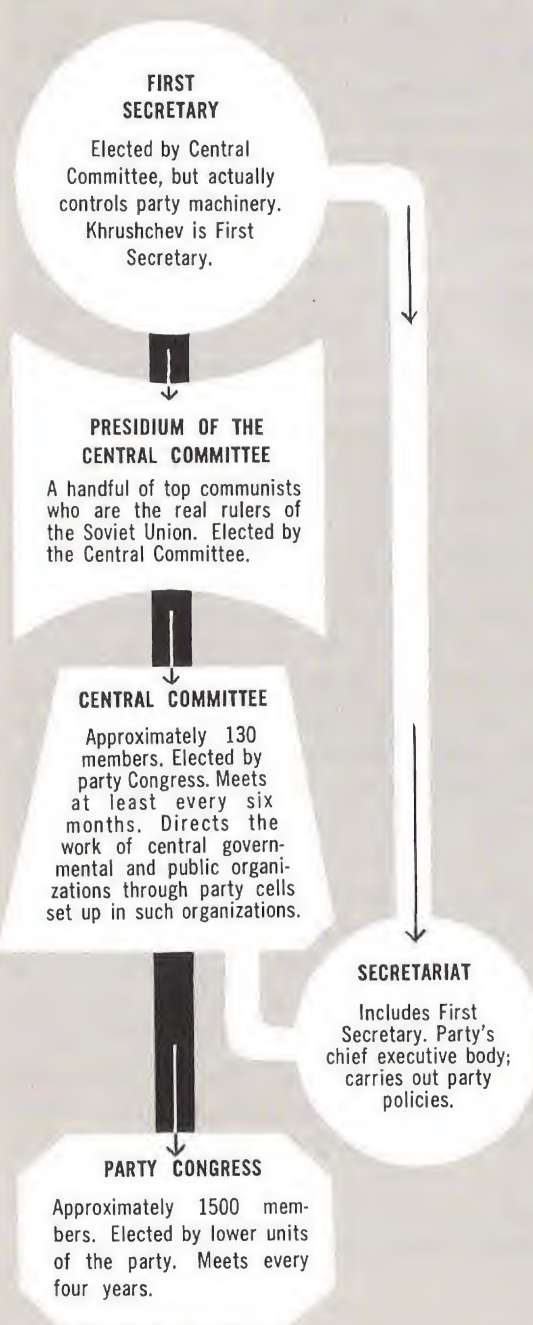 FIRST
SECRETARY
Elected by Central
Committee, but actually
controls party machinery.
Khrushchev is First
Secretary.
PRESIDIUM OF THE
CENTRAL COMMITTEE
A handful of top communists
who are the real rulers of
the Soviet Union. Elected by
the Central Committee.
CENTRAL COMMITTEE
Approximately 130
members. Elected by
party Congress. Meets
at least every six
months. Directs the
work of central govern-
mental and public organi-
zations through party cells
set up in such organizations.
SECRETARIAT
Includes First
Secretary. Party's
chief executive body;
carries out party
policies.
PARTY CONGRESS
Approximately 1500 mem-
bers. Elected by lower units
of the party. Meets every
four years.